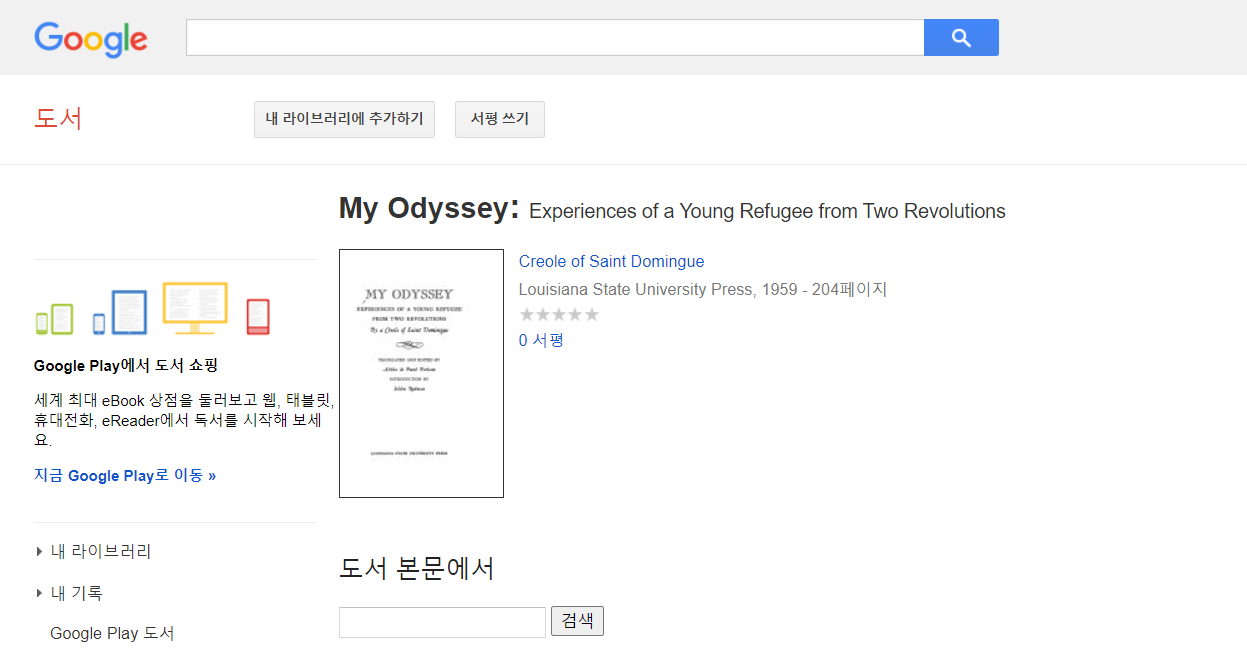 Google
도서
내 라이브러리에 추가하기
서평 쓰기
My Odyssey: Experiences of a Young Refugee from Two Revolutions
MY ODYSSEY
EXPERIENCES OF A YOUNG REFUGEE
FROM TWO REVOLUTIONS
By a Creole of Saint Domingue
TRANSLATED AND EDITED BY
INTRODUCTION BY
LOUISIANA STATE UNIVERSITY PRESS
Creole of Saint Domingue
Louisiana State University Press, 1959 - 204페이지
0 서평
Google Play에서 도서 쇼핑
세계 최대 eBook 상점을 둘러보고 웹, 태블릿,
휴대전화, eReader에서 독서를 시작해 보세
요.
지금 Google Play로 이동 »
내 라이브러리
내 기록
Google Play 도서
도서 본문에서
검색